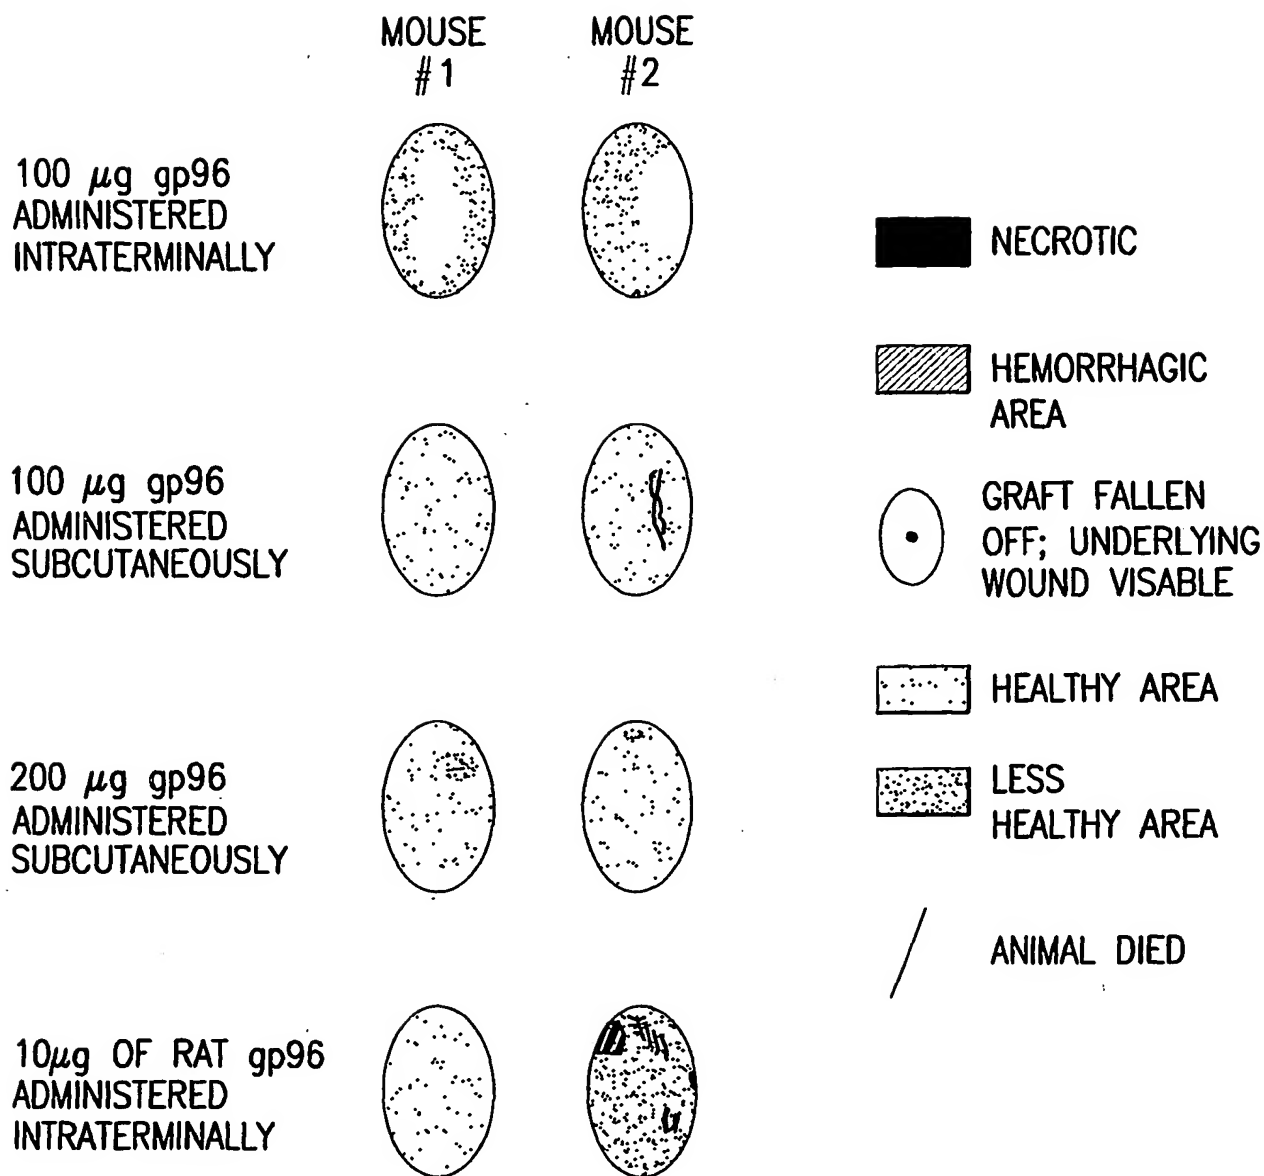 MOUSE
#1
MOUSE
#2
100 μg gp96
ADMINISTERED
INTRATERMINALLY
100 μg gp96
ADMINISTERED
SUBCUTANEOUSLY
200 μg gp96
ADMINISTERED
SUBCUTANEOUSLY
10μg OF RAT gp96
ADMINISTERED
INTRATERMINALLY
NECROTIC
HEMORRHAGIC
AREA
GRAFT FALLEN
OFF; UNDERLYING
WOUND VISABLE
HEALTHY AREA
LESS
HEALTHY AREA
ANIMAL DIED